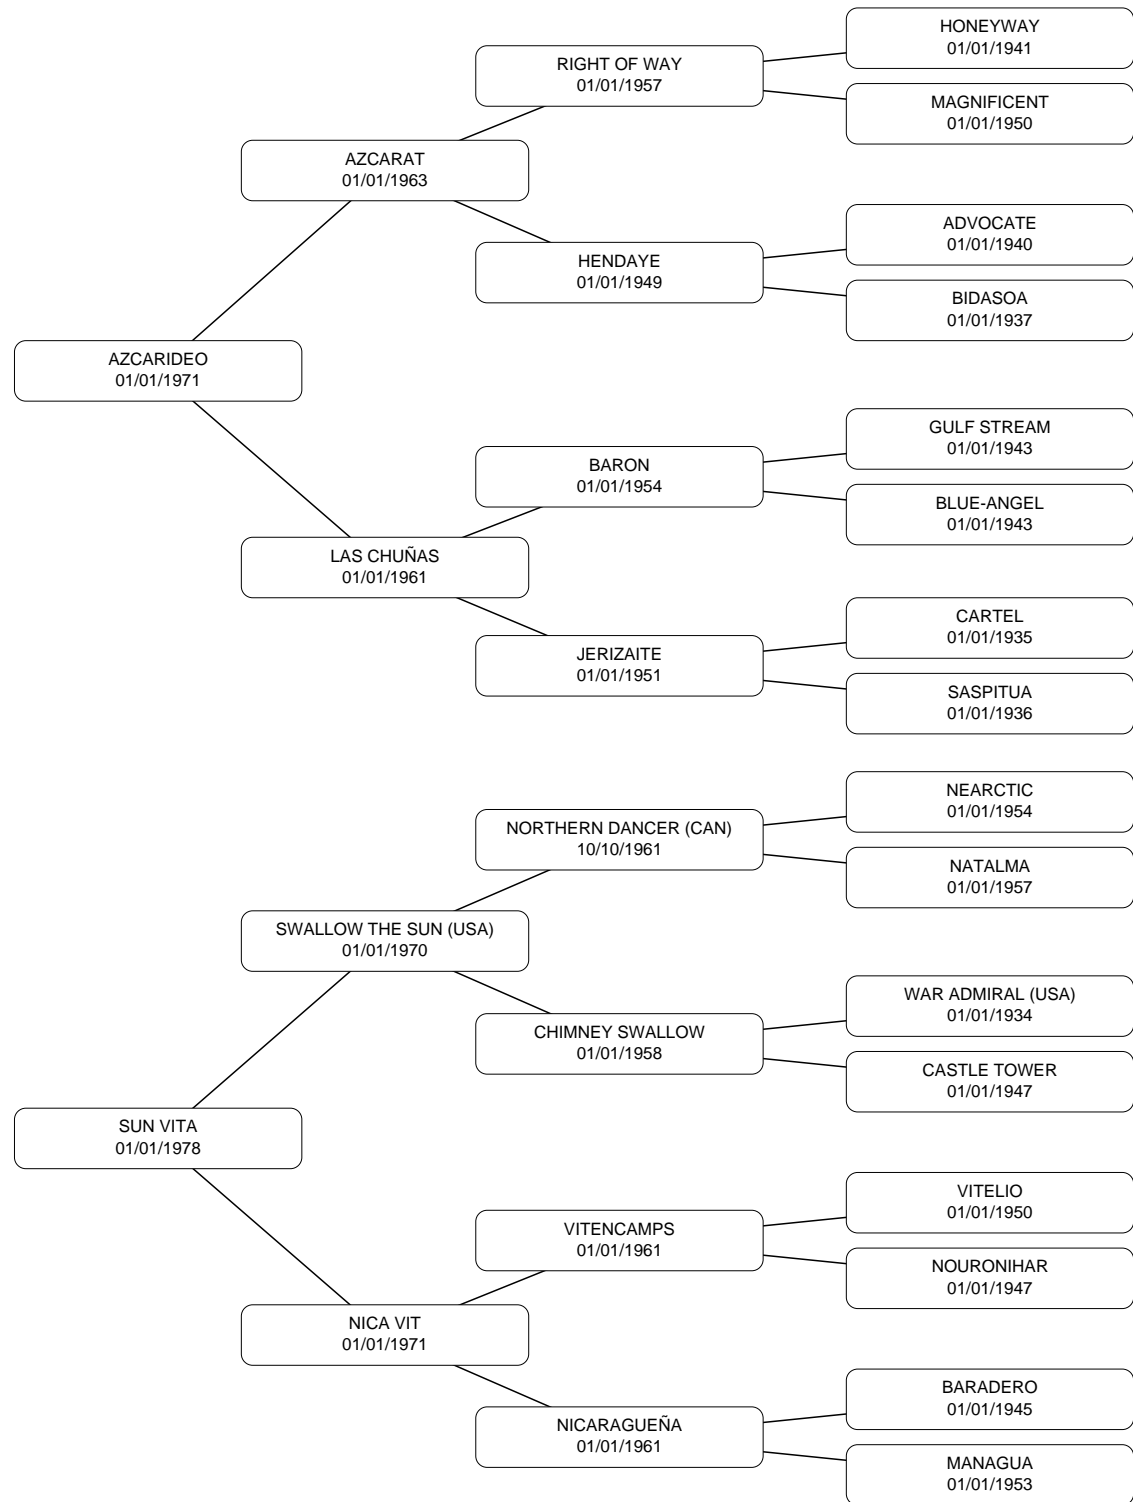 HONEYWAY
01/01/1941
RIGHT OF WAY
01/01/1957
MAGNIFICENT
01/01/1950
AZCARAT
01/01/1963
ADVOCATE
01/01/1940
HENDAYE
01/01/1949
BIDASOA
01/01/1937
AZCARIDEO
01/01/1971
GULF STREAM
01/01/1943
BARON
01/01/1954
BLUE-ANGEL
01/01/1943
LAS CHUÑAS
01/01/1961
CARTEL
01/01/1935
JERIZAITE
01/01/1951
SASPITUA
01/01/1936
NEARCTIC
01/01/1954
NORTHERN DANCER (CAN)
10/10/1961
NATALMA
01/01/1957
SWALLOW THE SUN (USA)
01/01/1970
WAR ADMIRAL (USA)
01/01/1934
CHIMNEY SWALLOW
01/01/1958
CASTLE TOWER
01/01/1947
SUN VITA
01/01/1978
VITELIO
01/01/1950
VITENCAMPS
01/01/1961
NOURONIHAR
01/01/1947
NICA VIT
01/01/1971
BARADERO
01/01/1945
NICARAGUEÑA
01/01/1961
MANAGUA
01/01/1953